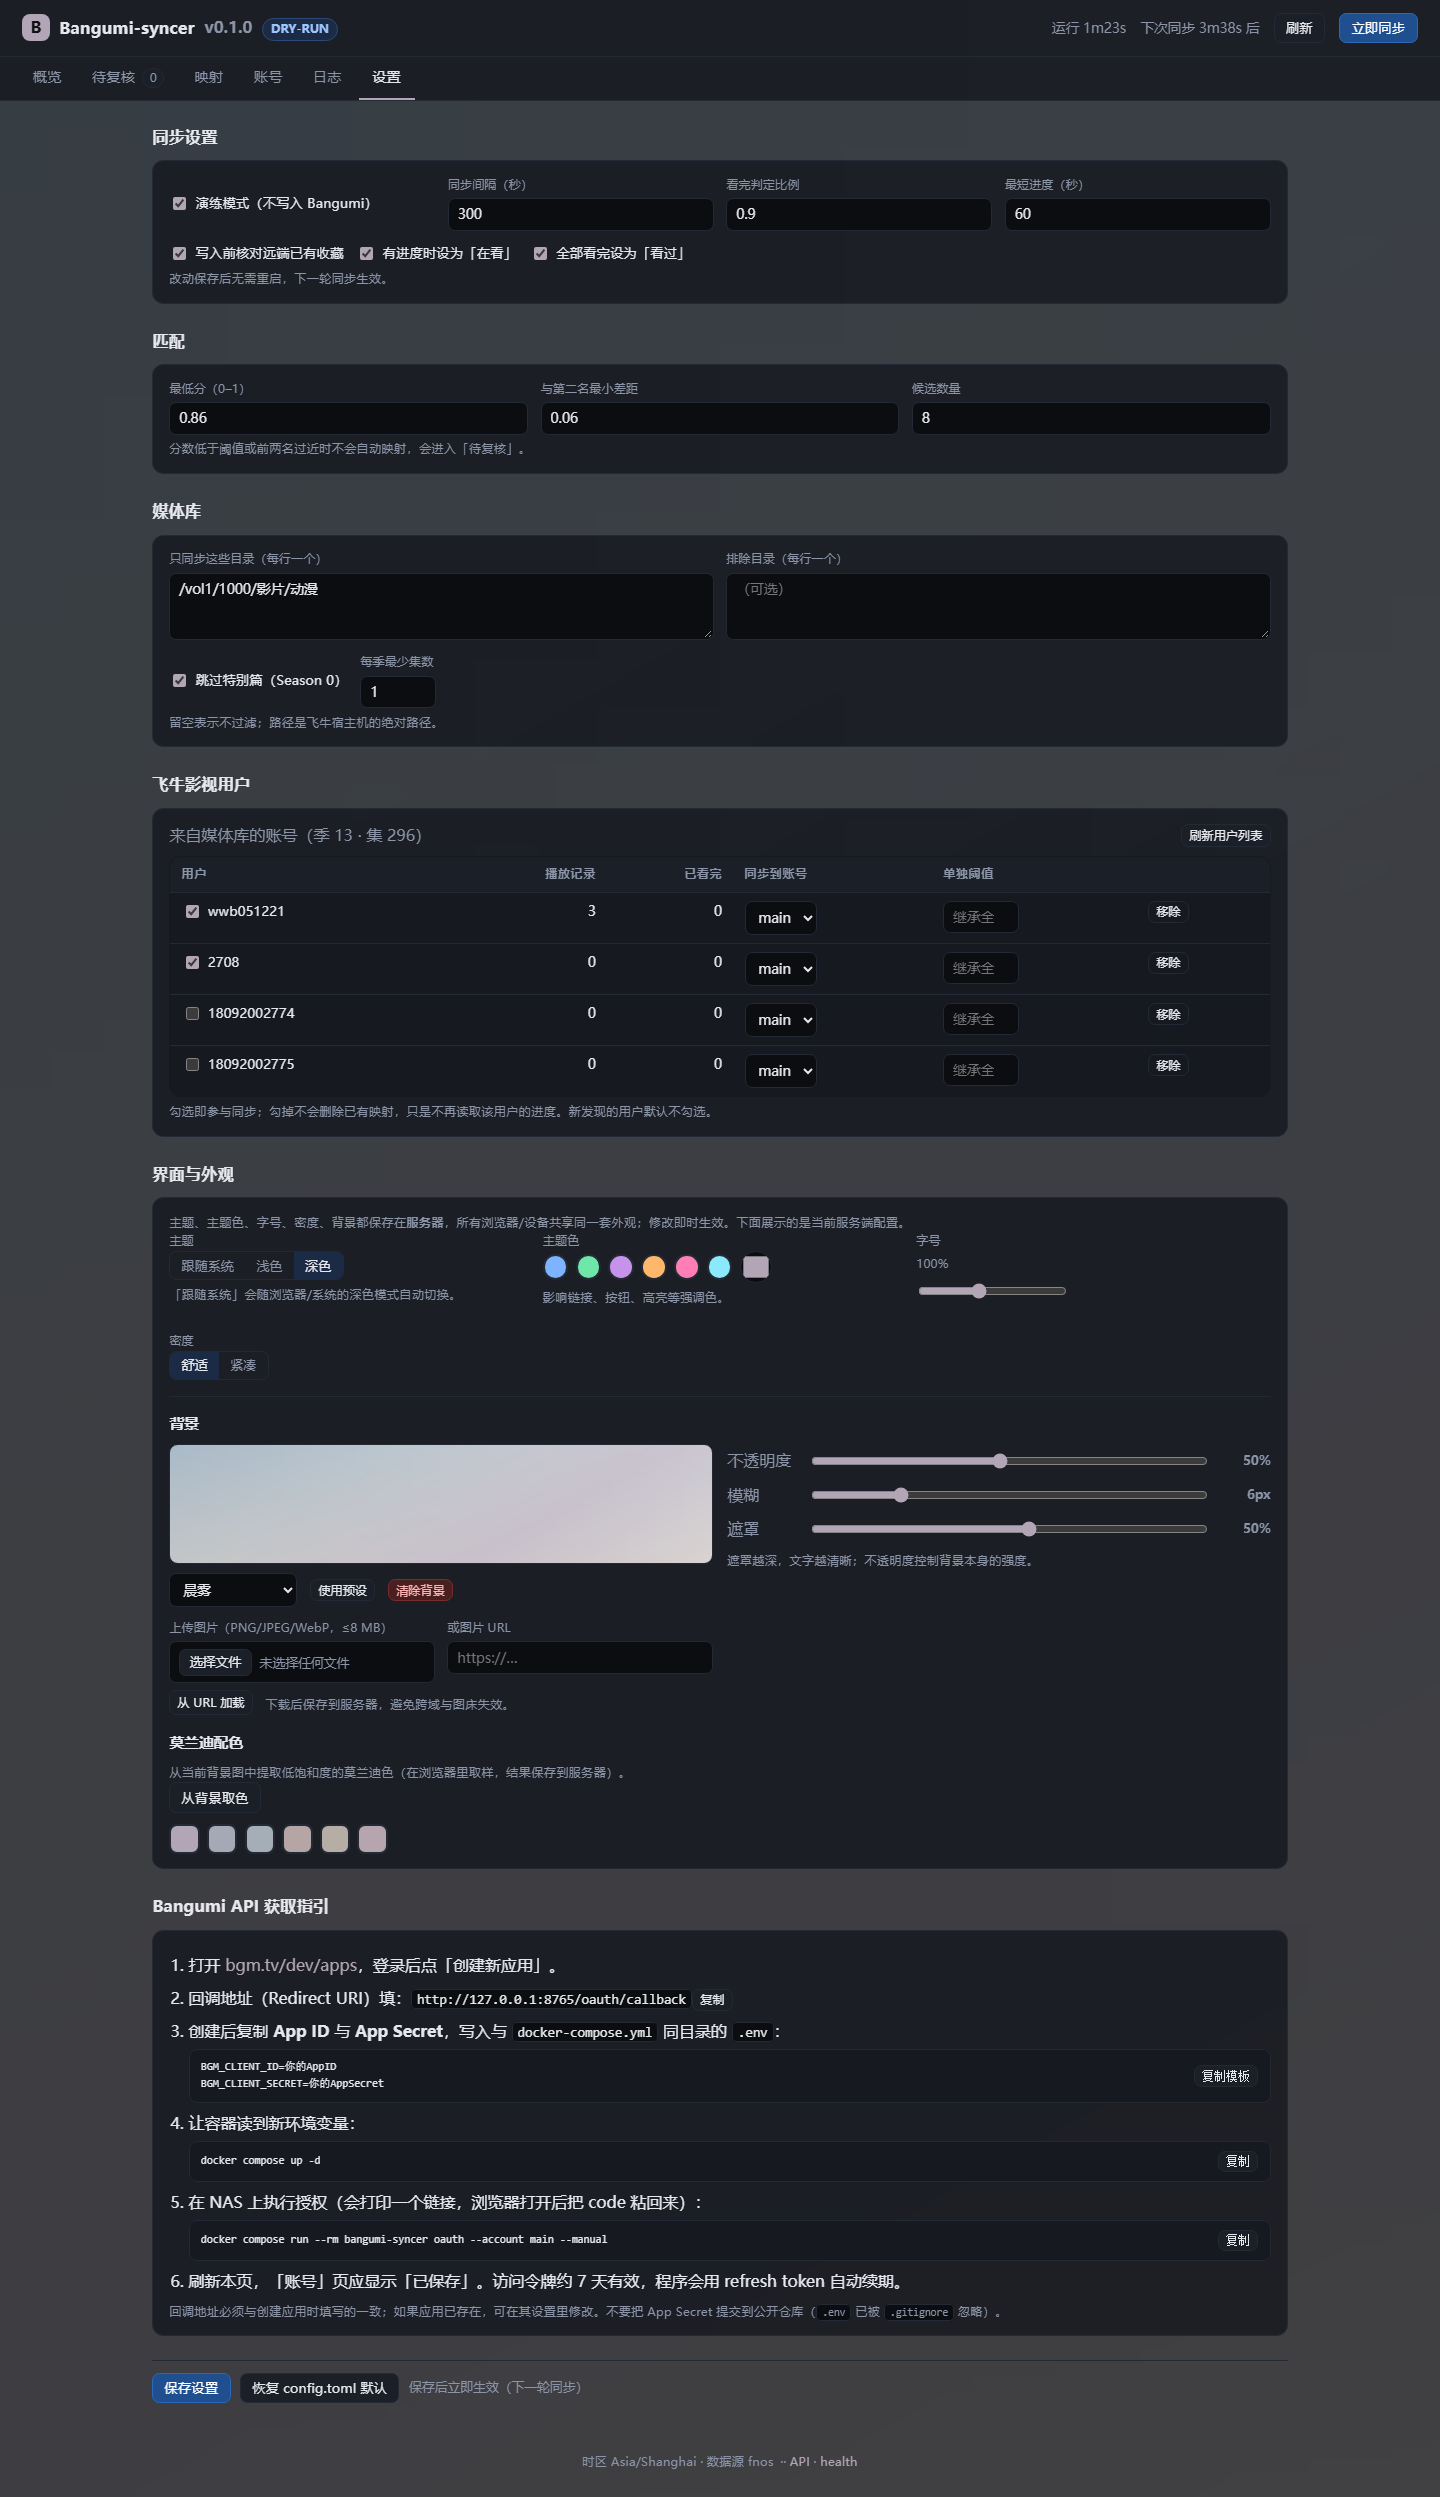 B Bangumi-syncer v0.1.0 DRY-RUN 运行 1m23s 下次同步 3m38s 后 刷新 立即同步
概览 待复核 0 映射 账号 日志 设置
同步设置
演练模式（不写入 Bangumi）
同步间隔（秒） 看完判定比例 最短进度（秒）
300 0.9 60
写入前核对远端已有收藏 有进度时设为「在看」 全部看完设为「看过」
改动保存后无需重启，下一轮同步生效。
匹配
最低分（0–1） 与第二名最小差距 候选数量
0.86 0.06 8
分数低于阈值或前两名过近时不会自动映射，会进入「待复核」。
媒体库
只同步这些目录（每行一个） 排除目录（每行一个）
/vol1/1000/影片/动漫 （可选）
跳过特别篇（Season 0） 每季最少集数
1
留空表示不过滤；路径是飞牛宿主机的绝对路径。
飞牛影视用户
来自媒体库的账号（季 13 · 集 296） 刷新用户列表
用户 播放记录 已看完 同步到账号 单独阈值
wwb051221 3 0 main 继承全 移除
2708 0 0 main 继承全 移除
18092002774 0 0 main 继承全 移除
18092002775 0 0 main 继承全 移除
勾选即参与同步；勾掉不会删除已有映射，只是不再读取该用户的进度。新发现的用户默认不勾选。
界面与外观
主题、主题色、字号、密度、背景都保存在服务器，所有浏览器/设备共享同一套外观；修改即时生效。下面展示的是当前服务端配置。
主题 主题色 字号
跟随系统 浅色 深色 100%
「跟随系统」会随浏览器/系统的深色模式自动切换。 影响链接、按钮、高亮等强调色。
密度
舒适 紧凑
背景
不透明度 50%
模糊 6px
遮罩 50%
遮罩越深，文字越清晰；不透明度控制背景本身的强度。
晨雾 使用预设 清除背景
上传图片（PNG/JPEG/WebP，≤8 MB） 或图片 URL
选择文件 未选择任何文件 https://...
从 URL 加载 下载后保存到服务器，避免跨域与图床失效。
莫兰迪配色
从当前背景图中提取低饱和度的莫兰迪色（在浏览器里取样，结果保存到服务器）。
从背景取色
Bangumi API 获取指引
1. 打开 bgm.tv/dev/apps，登录后点「创建新应用」。
2. 回调地址（Redirect URI）填： http://127.0.0.1:8765/oauth/callback 复制
3. 创建后复制 App ID 与 App Secret，写入与 docker-compose.yml 同目录的 .env：
BGM_CLIENT_ID=你的AppID
BGM_CLIENT_SECRET=你的AppSecret
复制模板
4. 让容器读到新环境变量：
docker compose up -d 复制
5. 在 NAS 上执行授权（会打印一个链接，浏览器打开后把 code 粘回来）：
docker compose run --rm bangumi-syncer oauth --account main --manual 复制
6. 刷新本页，「账号」页应显示「已保存」。访问令牌约 7 天有效，程序会用 refresh token 自动续期。
回调地址必须与创建应用时填写的一致；如果应用已存在，可在其设置里修改。不要把 App Secret 提交到公开仓库（ .env 已被 .gitignore 忽略）。
保存设置 恢复 config.toml 默认 保存后立即生效（下一轮同步）
时区 Asia/Shanghai · 数据源 fnos ·· API · health